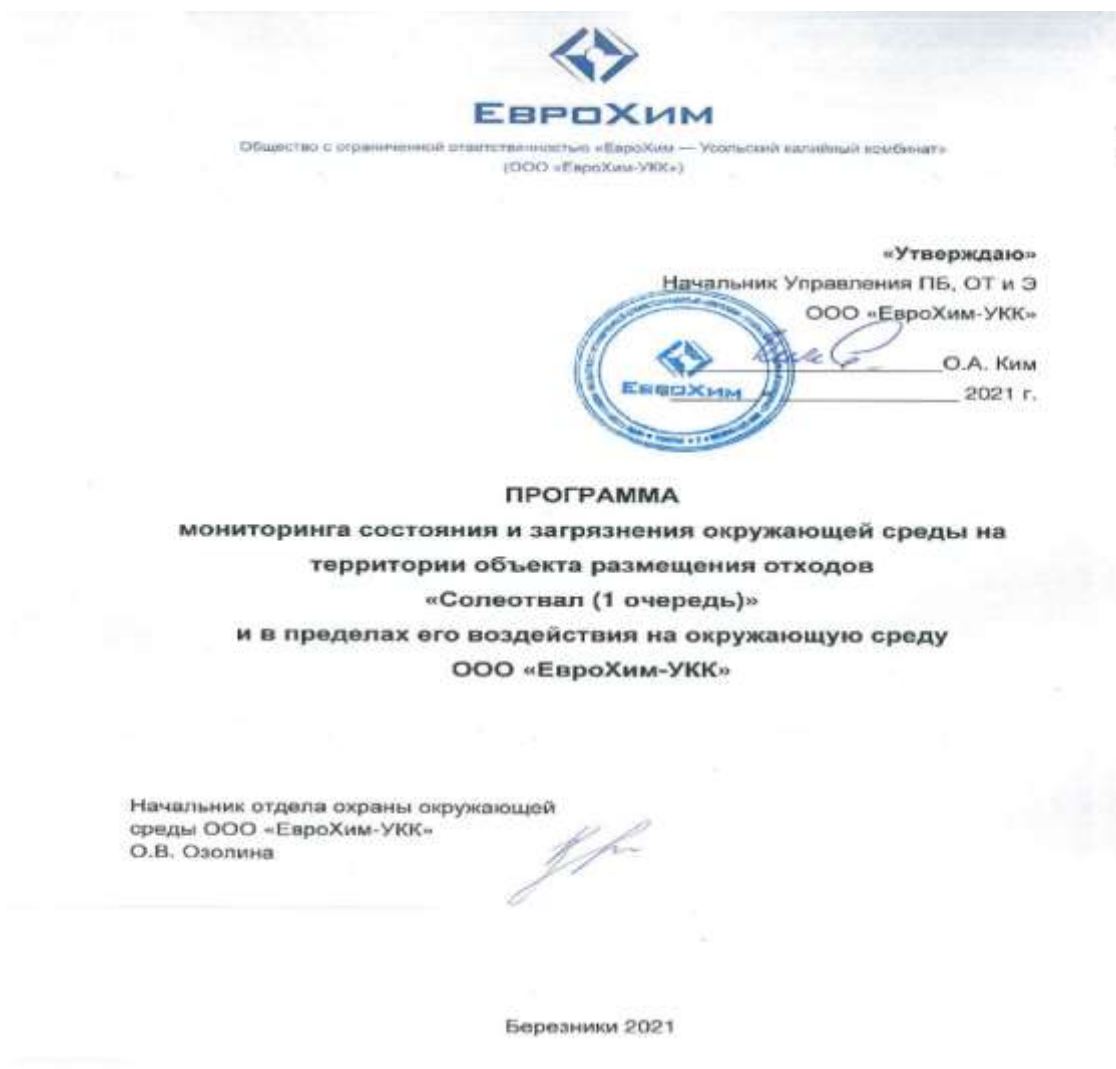 ЕВРОХИМ
Общество с ограниченной ответственностью «ЕвроХим — Усольский калийный комбинат»
(ООО «ЕвроХим-УКК»)
«Утверждаю»
Начальник Управления ПБ, ОТ и Э
ООО «ЕвроХим-УКК»
О.А. Ким
ЕВРОХИМ
2021 г.
ПРОГРАММА
мониторинга состояния и загрязнения окружающей среды на
территории объекта размещения отходов
«Солеотвал (1 очередь)»
и в пределах его воздействия на окружающую среду
ООО «ЕвроХим-УКК»
Начальник отдела охраны окружающей
среды ООО «ЕвроХим-УКК»
О.В. Озолина
Березники 2021